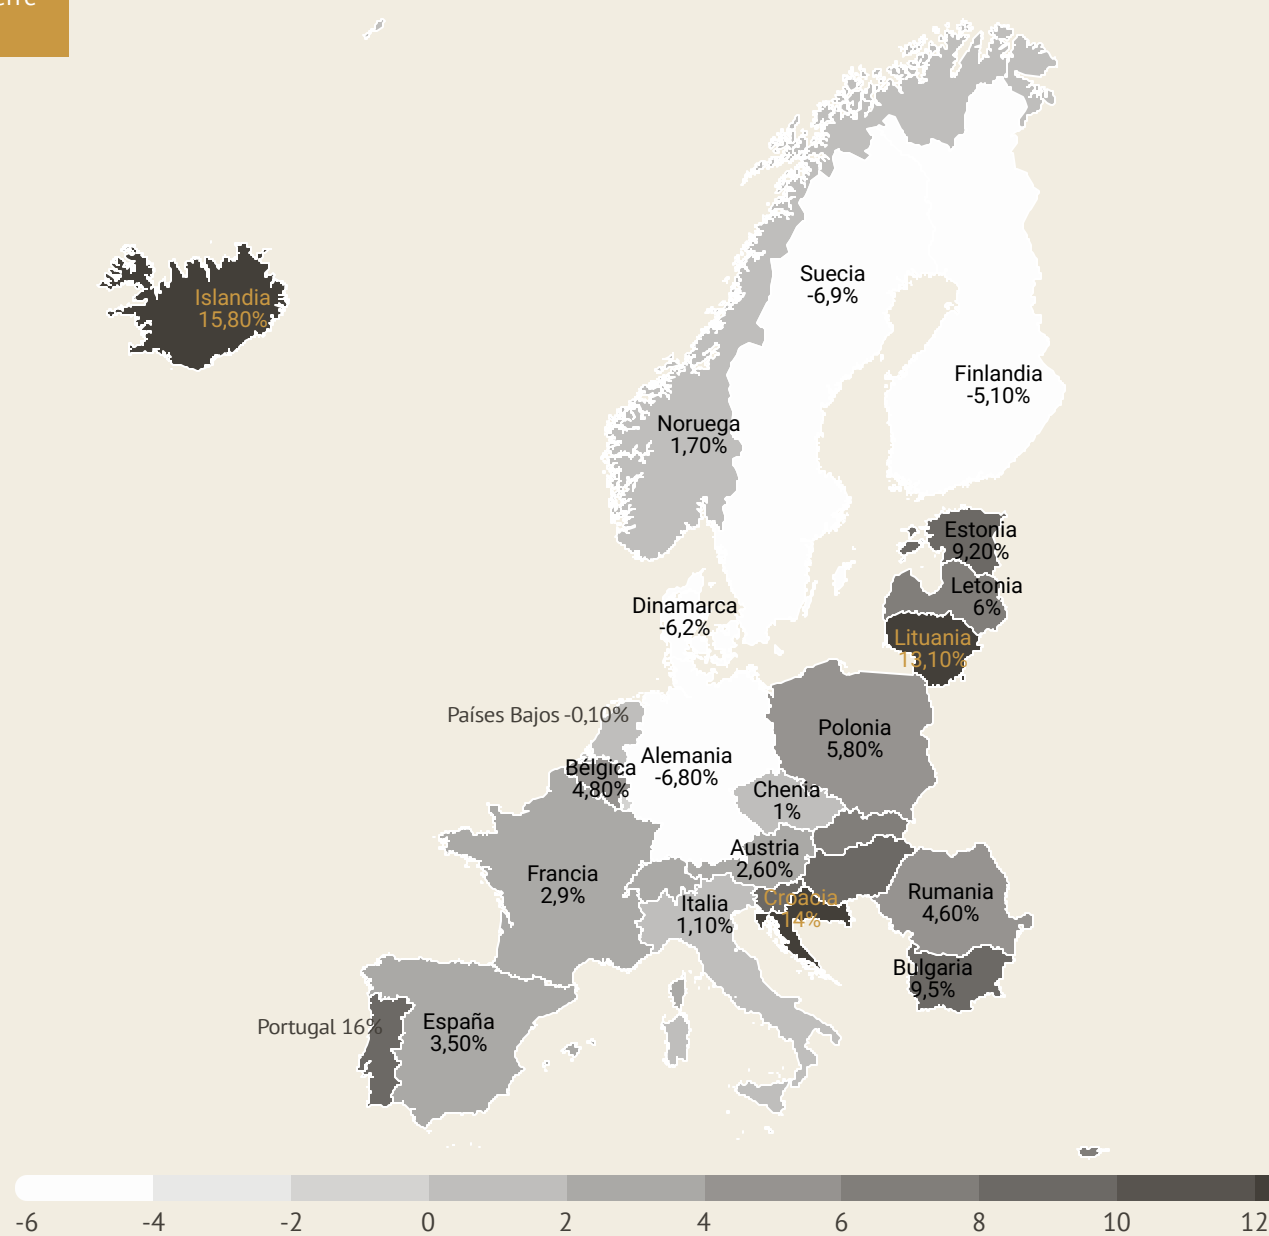 Islandia
15,80%
Suecia
-6,9%
Finlandia
-5,10%
Noruega
1,70%
Estonia
9,20%
Letonia
6%
Dinamarca
-6,2%
Lituania
13,10%
Países Bajos -0,10%
Polonia
5,80%
Alemania
-6,80%
Bélgica
4,80%
Chenia
1%
Austria
2,60%
Francia
2,9%
Croacia
14%
Italia
1,10%
Rumania
4,60%
Bulgaria
9,5%
Portugal 16%
España
3,50%
-6 -4 -2 0 2 4 6 8 10 12